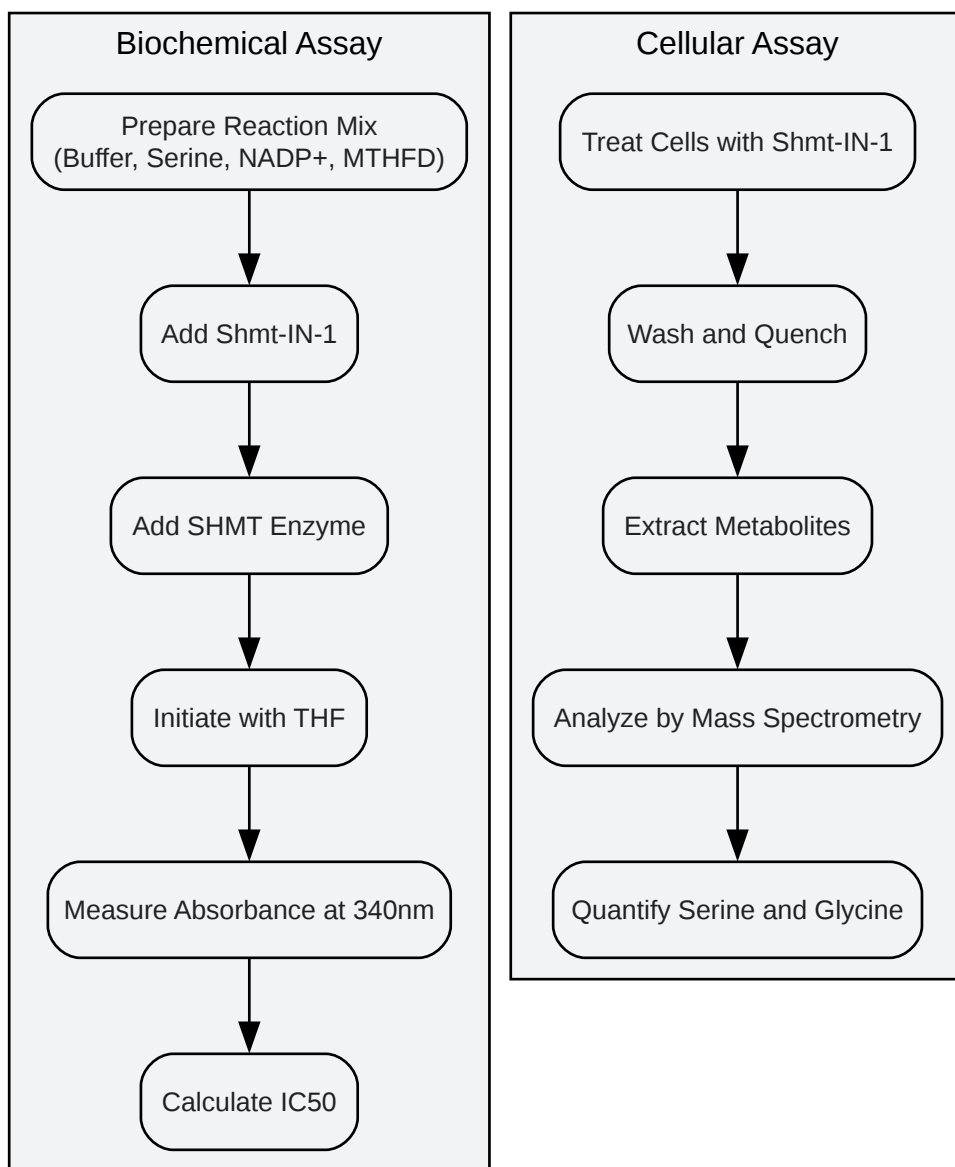 Biochemical Assay
Prepare Reaction Mix
(Buffer, Serine, NADP+, MTHFD)
Add Shmt-IN-1
Add SHMT Enzyme
Initiate with THF
Measure Absorbance at 340nm
Calculate IC50
Cellular Assay
Treat Cells with Shmt-IN-1
Wash and Quench
Extract Metabolites
Analyze by Mass Spectrometry
Quantify Serine and Glycine